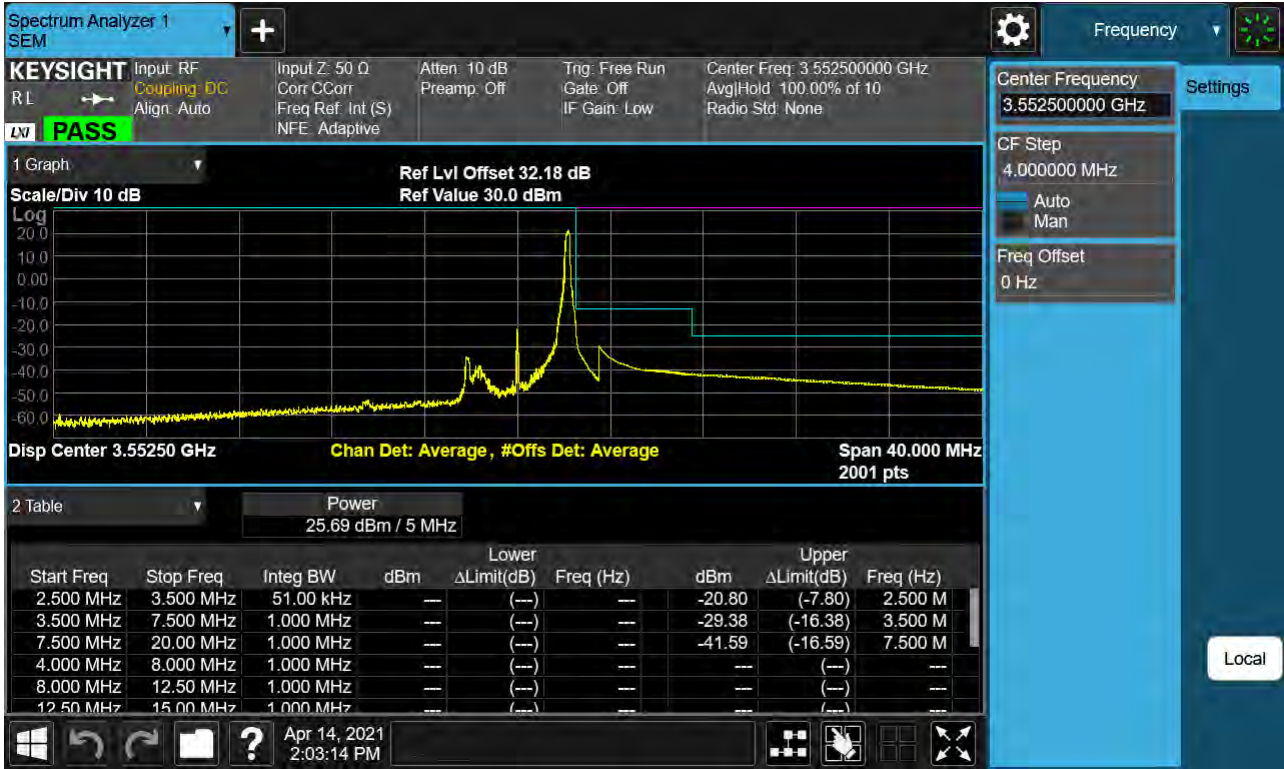 Spectrum Analyzer 1
SEM
+
Frequency
KEYSIGHT
R L
LXI
PASS
Input: RF
Coupling: DC
Align: Auto
Input Z: 50 Ω
Corr CCorr
Freq Ref: Int (S)
NFE: Adaptive
Atten: 10 dB
Preamp: Off
Trig: Free Run
Gate: Off
IF Gain: Low
Center Freq: 3.552500000 GHz
Avg|Hold: 100.00% of 10
Radio Std: None
Center Frequency
3.552500000 GHz
Settings
CF Step
4.000000 MHz
Auto
Man
Freq Offset
0 Hz
1 Graph
Ref Lvl Offset 32.18 dB
Scale/Div 10 dB
Ref Value 30.0 dBm
Log
20.0
10.0
0.00
-10.0
-20.0
-30.0
-40.0
-50.0
-60.0
Disp Center 3.55250 GHz
Chan Det: Average, #Offs Det: Average
Span 40.000 MHz
2001 pts
2 Table
Power
25.69 dBm / 5 MHz
Lower Upper
Start Freq Stop Freq Integ BW dBm ΔLimit(dB) Freq (Hz) dBm ΔLimit(dB) Freq (Hz)
2.500 MHz 3.500 MHz 51.00 kHz --- (---) --- -20.80 (-7.80) 2.500 M
3.500 MHz 7.500 MHz 1.000 MHz --- (---) --- -29.38 (-16.38) 3.500 M
7.500 MHz 20.00 MHz 1.000 MHz --- (---) --- -41.59 (-16.59) 7.500 M
4.000 MHz 8.000 MHz 1.000 MHz --- (---) --- --- (---) ---
8.000 MHz 12.50 MHz 1.000 MHz --- (---) --- --- (---) ---
12.50 MHz 15.00 MHz 1.000 MHz --- (---) --- --- (---) ---
Local
?
Apr 14, 2021
2:03:14 PM